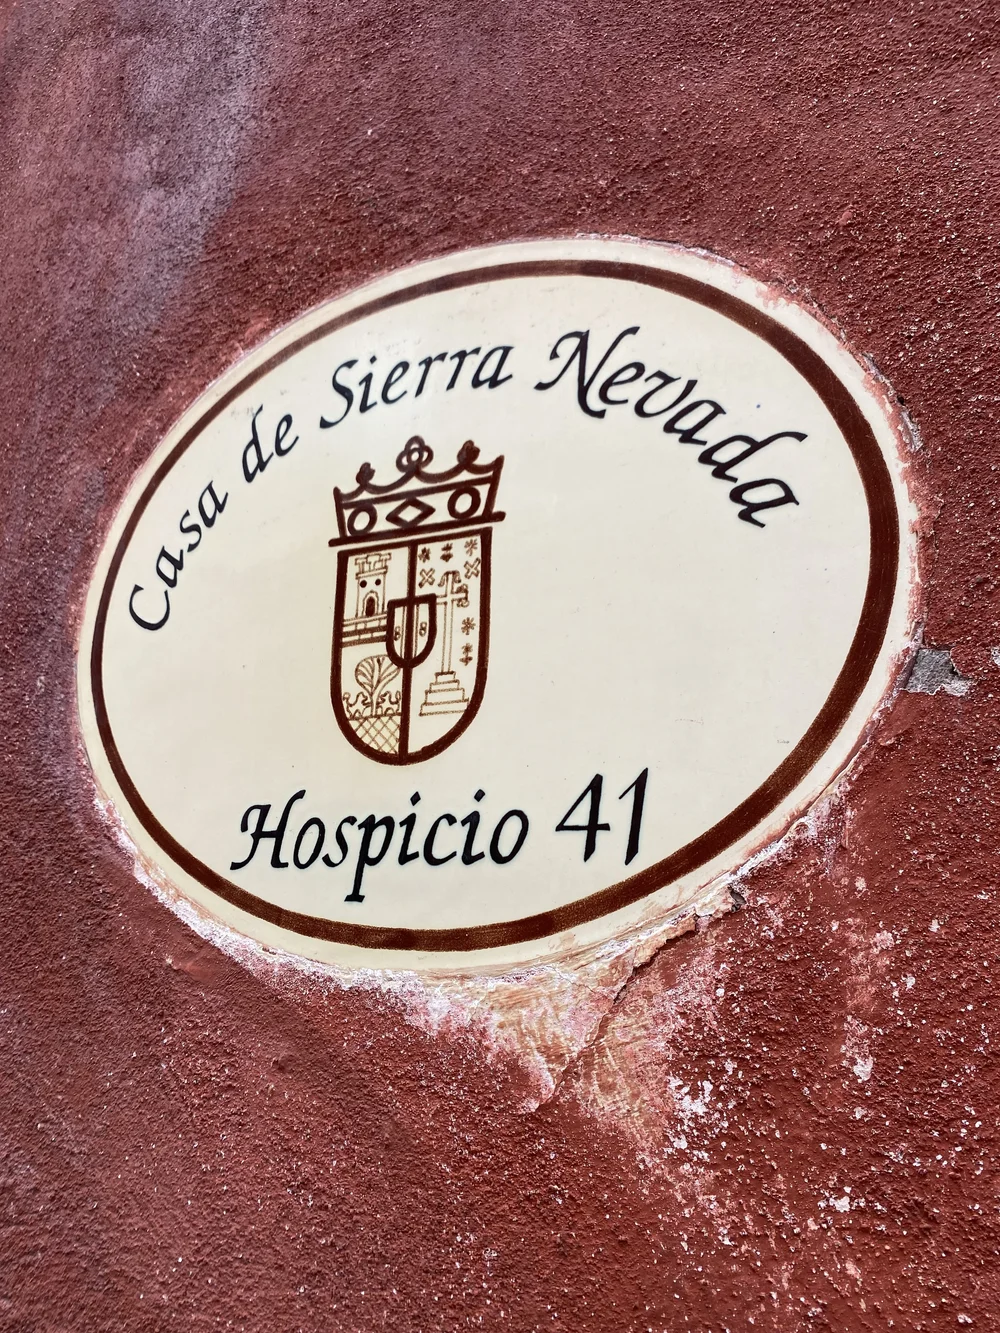 Casa de Sierra Nevada
Hospicio 41